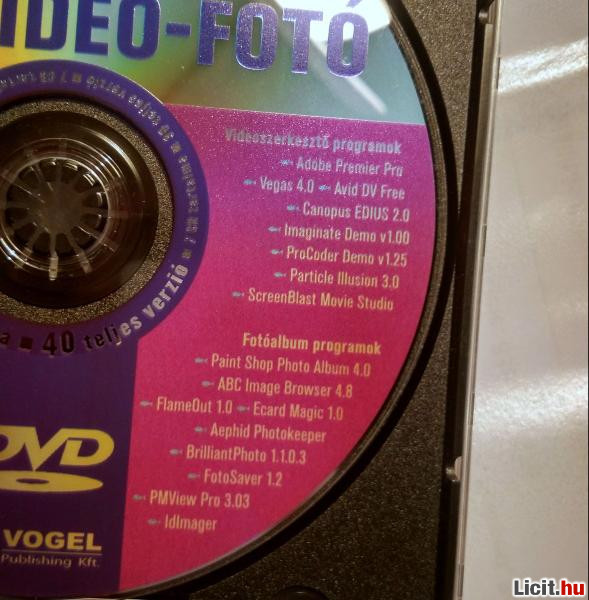 IDEO-FOTÓ
Videoszerkesztő programok
Adobe Premier Pro
Vegas 4.0 Avid DV Free
Canopus EDIUS 2.0
Imaginate Demo v1.00
ProCoder Demo v1.25
Particle Illusion 3.0
ScreenBlast Movie Studio
a ■ 40 teljes verzió
Fotóalbum programok
Paint Shop Photo Album 4.0
ABC Image Browser 4.8
FlameOut 1.0 Ecard Magic 1.0
Aephid Photokeeper
BrilliantPhoto 1.1.0.3
FotoSaver 1.2
PMView Pro 3.03
IdImager
DVD
VOGEL
Publishing Kft.
Licit.hu